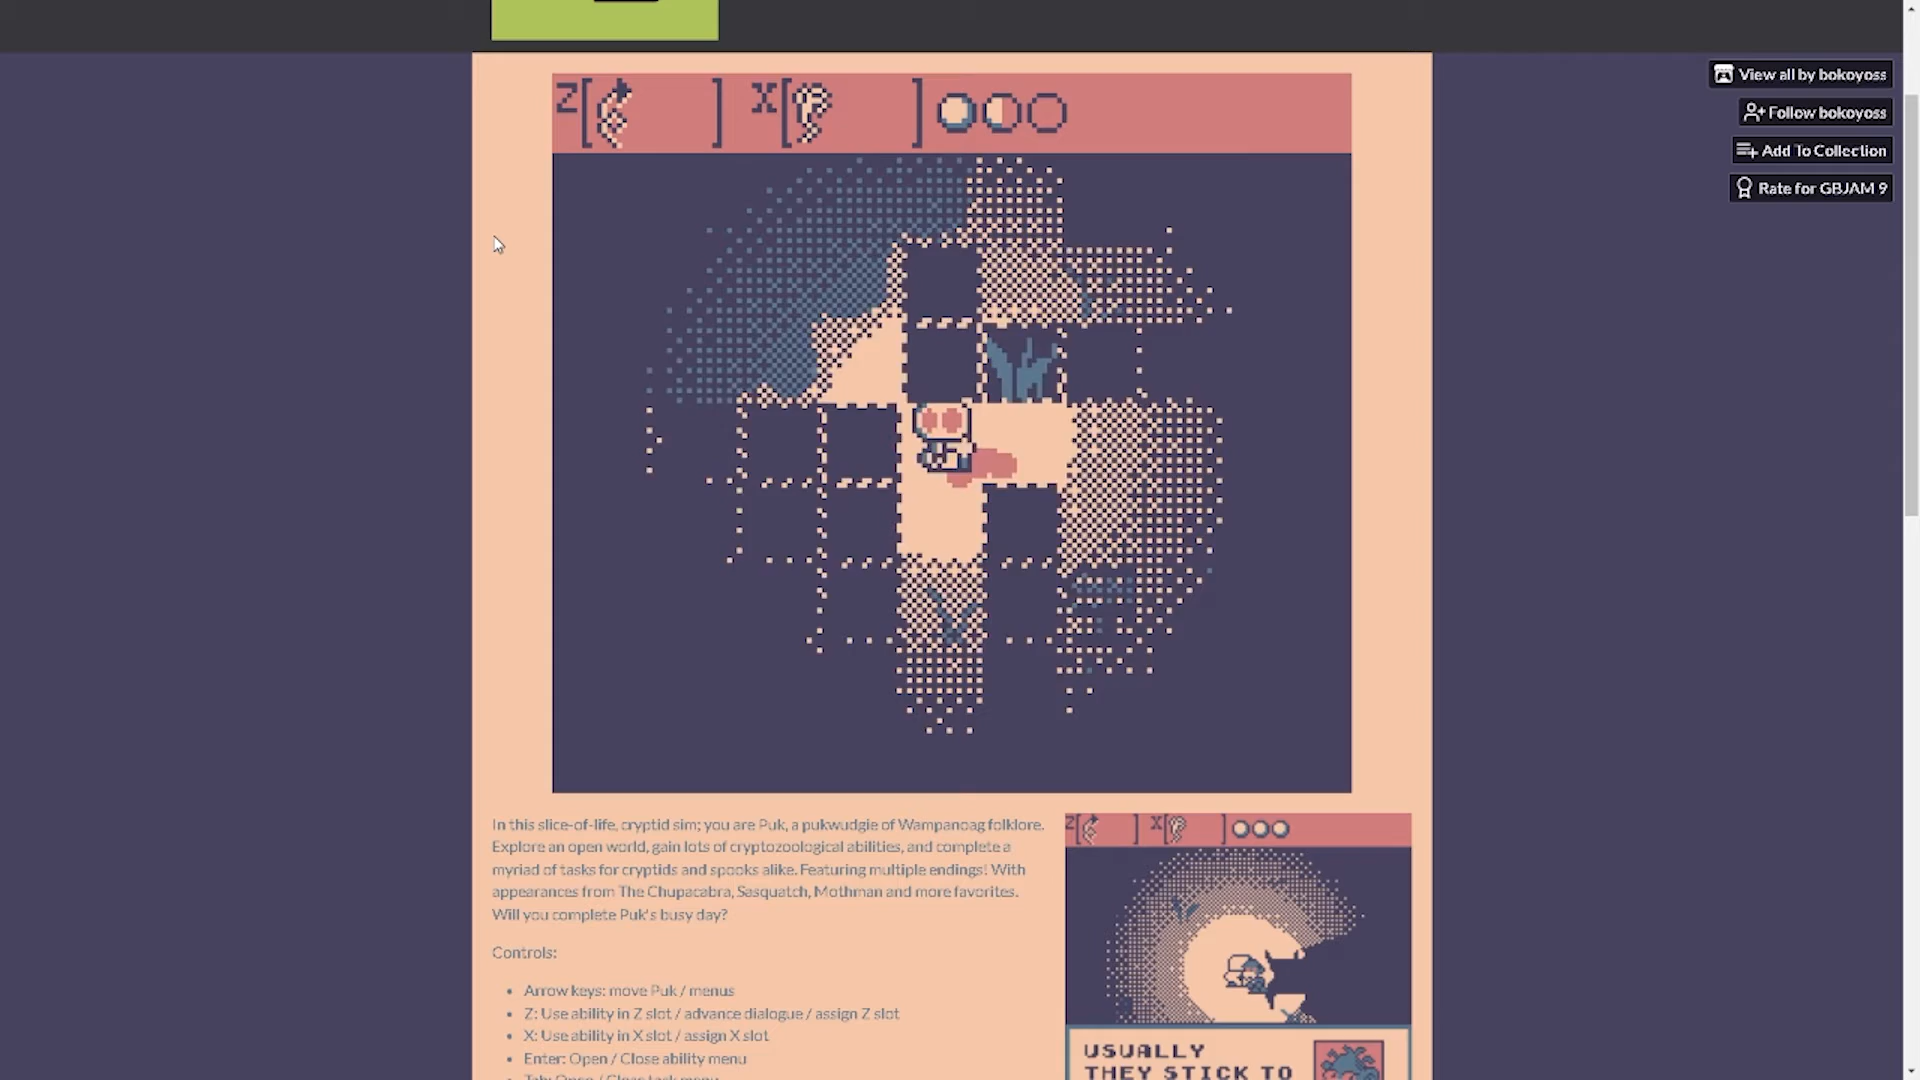 Z[ ] X[ ]
View all by bokoyoss
Follow bokoyoss
Add To Collection
Rate for GBJAM 9
In this slice-of-life, cryptid sim; you are Puk, a pukwudgie of Wampanoag folklore.
Explore an open world, gain lots of cryptozoological abilities, and complete a
myriad of tasks for cryptids and spooks alike. Featuring multiple endings! With
appearances from The Chupacabra, Sasquatch, Mothman and more favorites.
Will you complete Puk's busy day?
Controls:
Arrow keys: move Puk / menus
Z: Use ability in Z slot / advance dialogue / assign Z slot
X: Use ability in X slot / assign X slot
Enter: Open / Close ability menu
Z[ ] X[ ]
USUALLY
THEY STICK TO